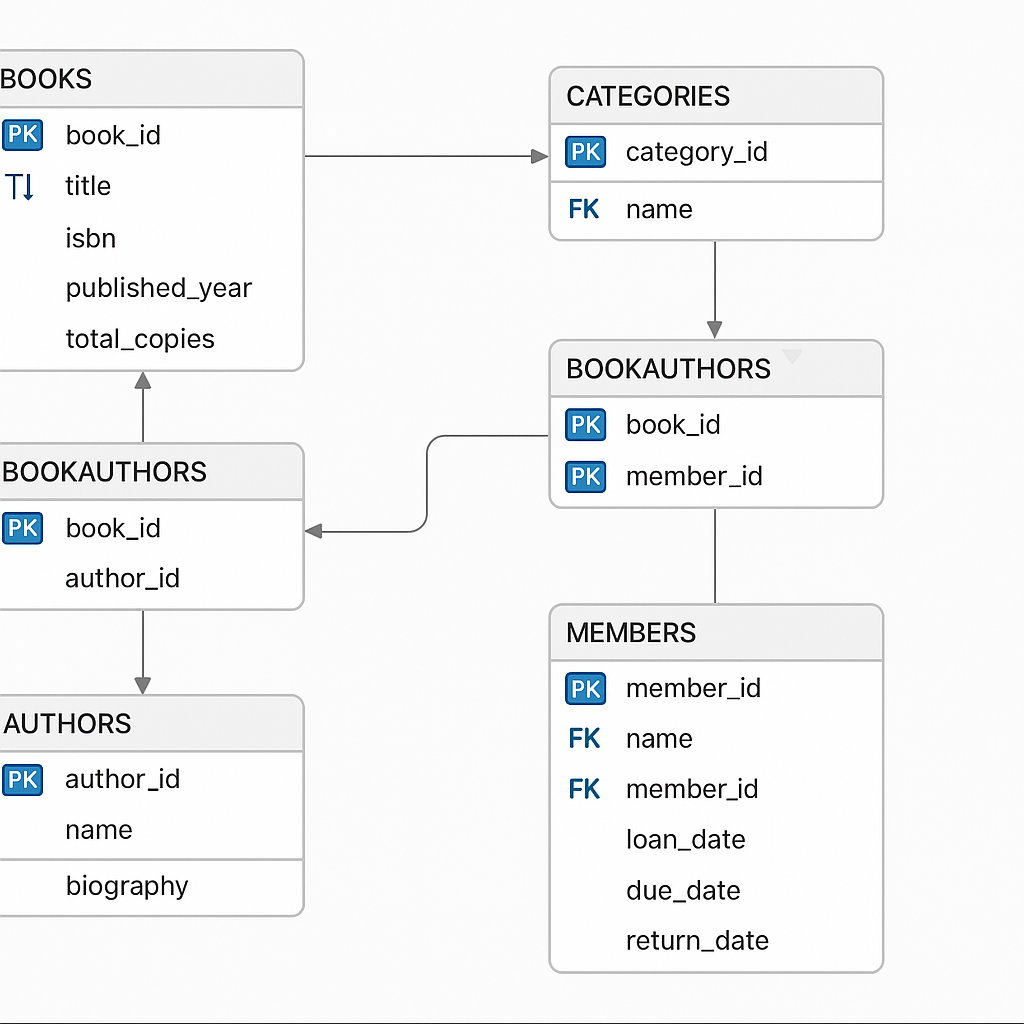 BOOKS
PK book_id
T↓ title
isbn
published_year
total_copies
CATEGORIES
PK category_id
FK name
BOOKAUTHORS
PK book_id
author_id
BOOKAUTHORS
PK book_id
PK member_id
AUTHORS
PK author_id
name
biography
MEMBERS
PK member_id
FK name
FK member_id
loan_date
due_date
return_date